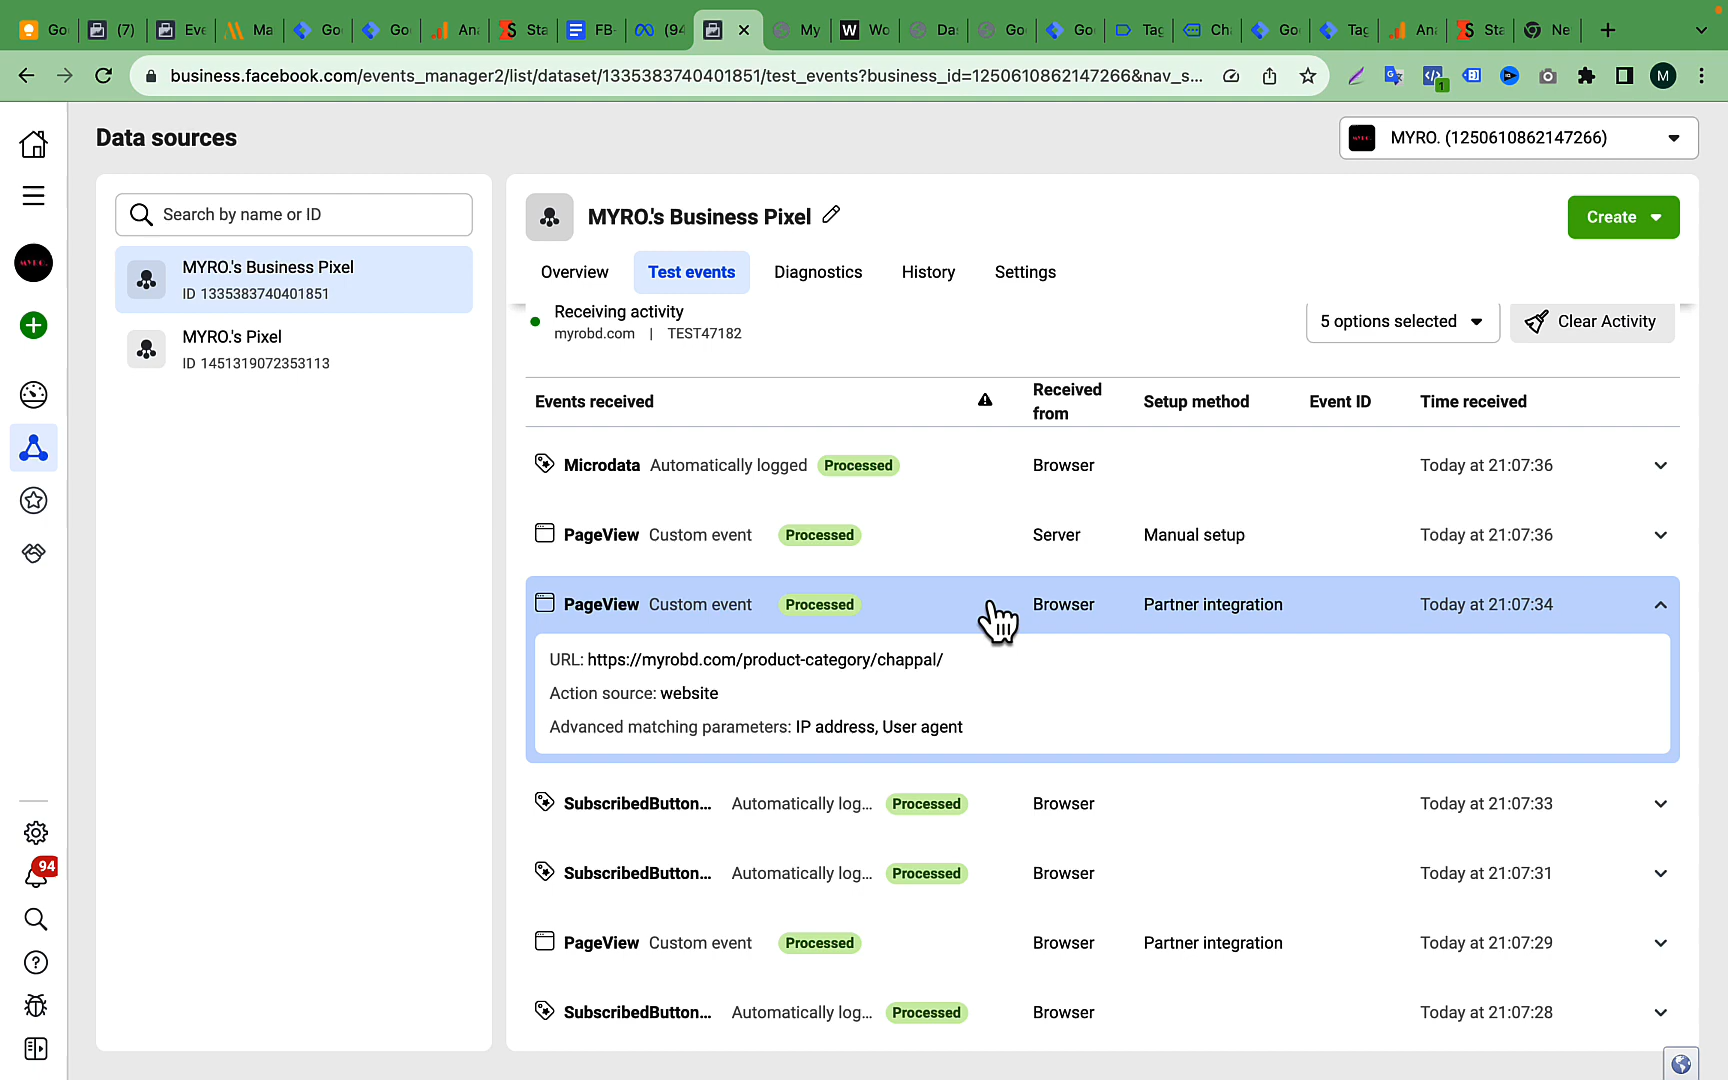 Go
(7)
Eve
Ma
Go
Go
Ana
Sta
FB-
(94
My
Wo
Das
Go
Go
Tag
Ch
Go
Tag
Ana
Sta
Ne
business.facebook.com/events_manager2/list/dataset/1335383740401851/test_events?business_id=1250610862147266&nav_s...
1
M
Data sources
MYRO. (1250610862147266)
Search by name or ID
MYRO.'s Business Pixel
ID 1335383740401851
MYRO.'s Pixel
ID 1451319072353113
94
MYRO.'s Business Pixel
Create
Overview
Test events
Diagnostics
History
Settings
Receiving activity
myrobd.com | TEST47182
5 options selected
Clear Activity
Events received
Received
from
Setup method
Event ID
Time received
Microdata Automatically logged Processed Browser Today at 21:07:36
PageView Custom event Processed Server Manual setup Today at 21:07:36
PageView Custom event Processed Browser Partner integration Today at 21:07:34
URL: https://myrobd.com/product-category/chappal/
Action source: website
Advanced matching parameters: IP address, User agent
SubscribedButton... Automatically log... Processed Browser Today at 21:07:33
SubscribedButton... Automatically log... Processed Browser Today at 21:07:31
PageView Custom event Processed Browser Partner integration Today at 21:07:29
SubscribedButton... Automatically log... Processed Browser Today at 21:07:28